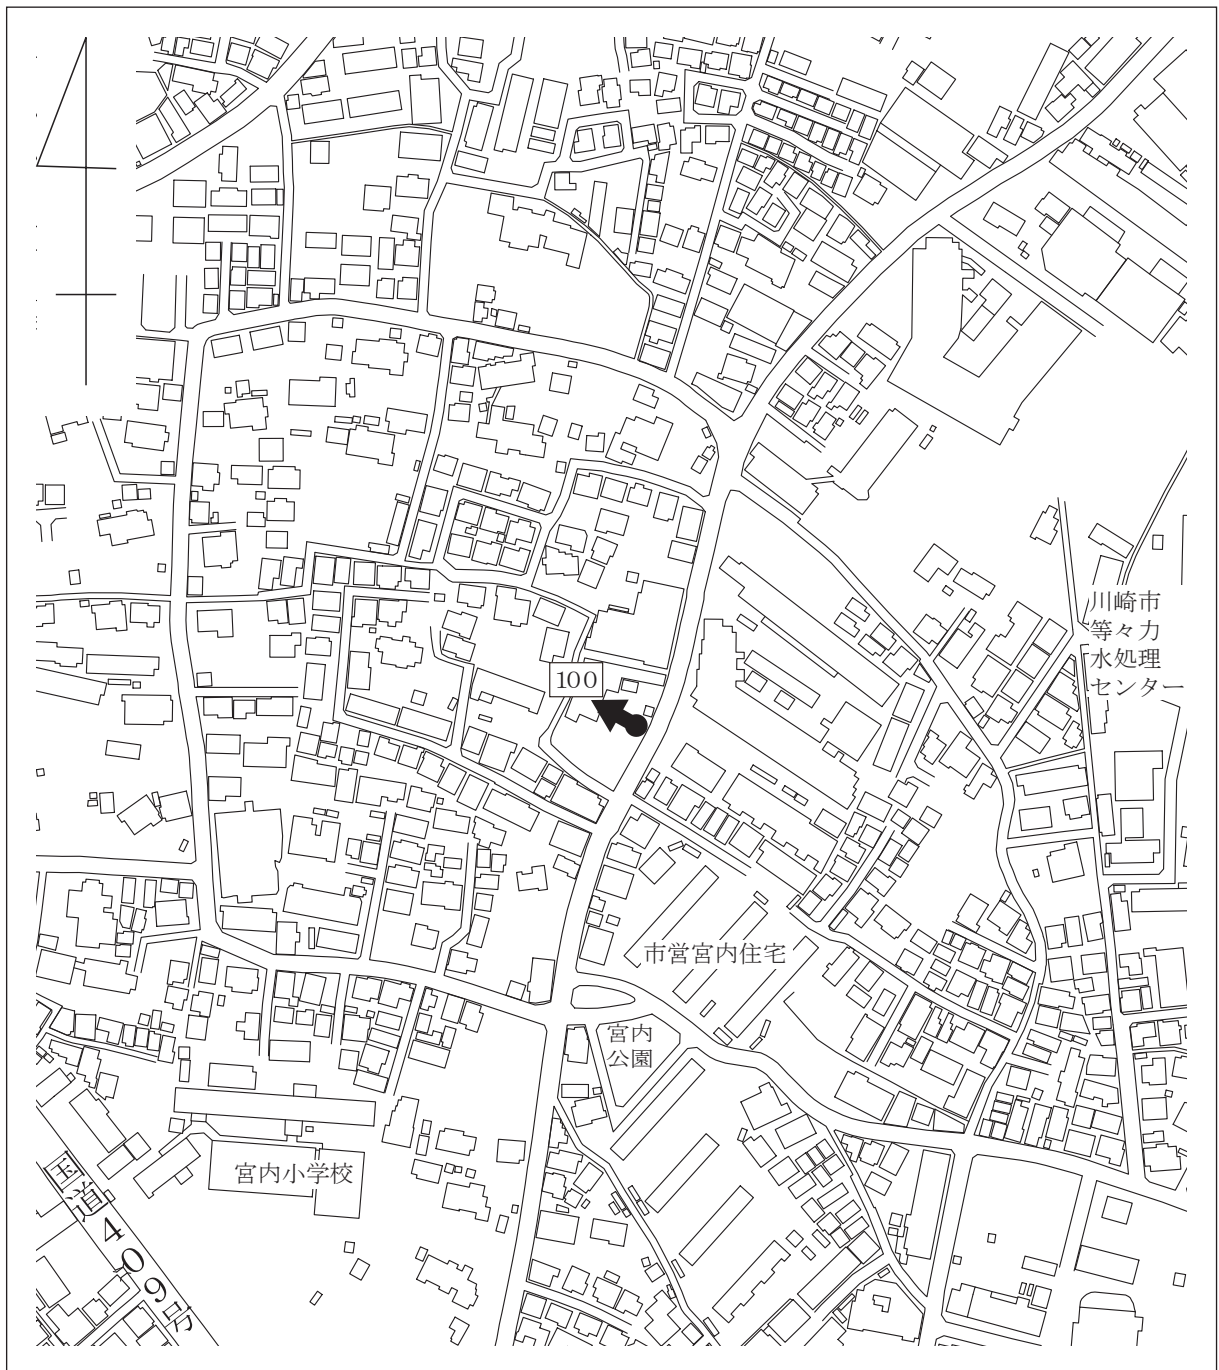 川崎市
等々力
水処理
センター
100
市営宮内住宅
宮内
公園
宮内小学校
国道409号